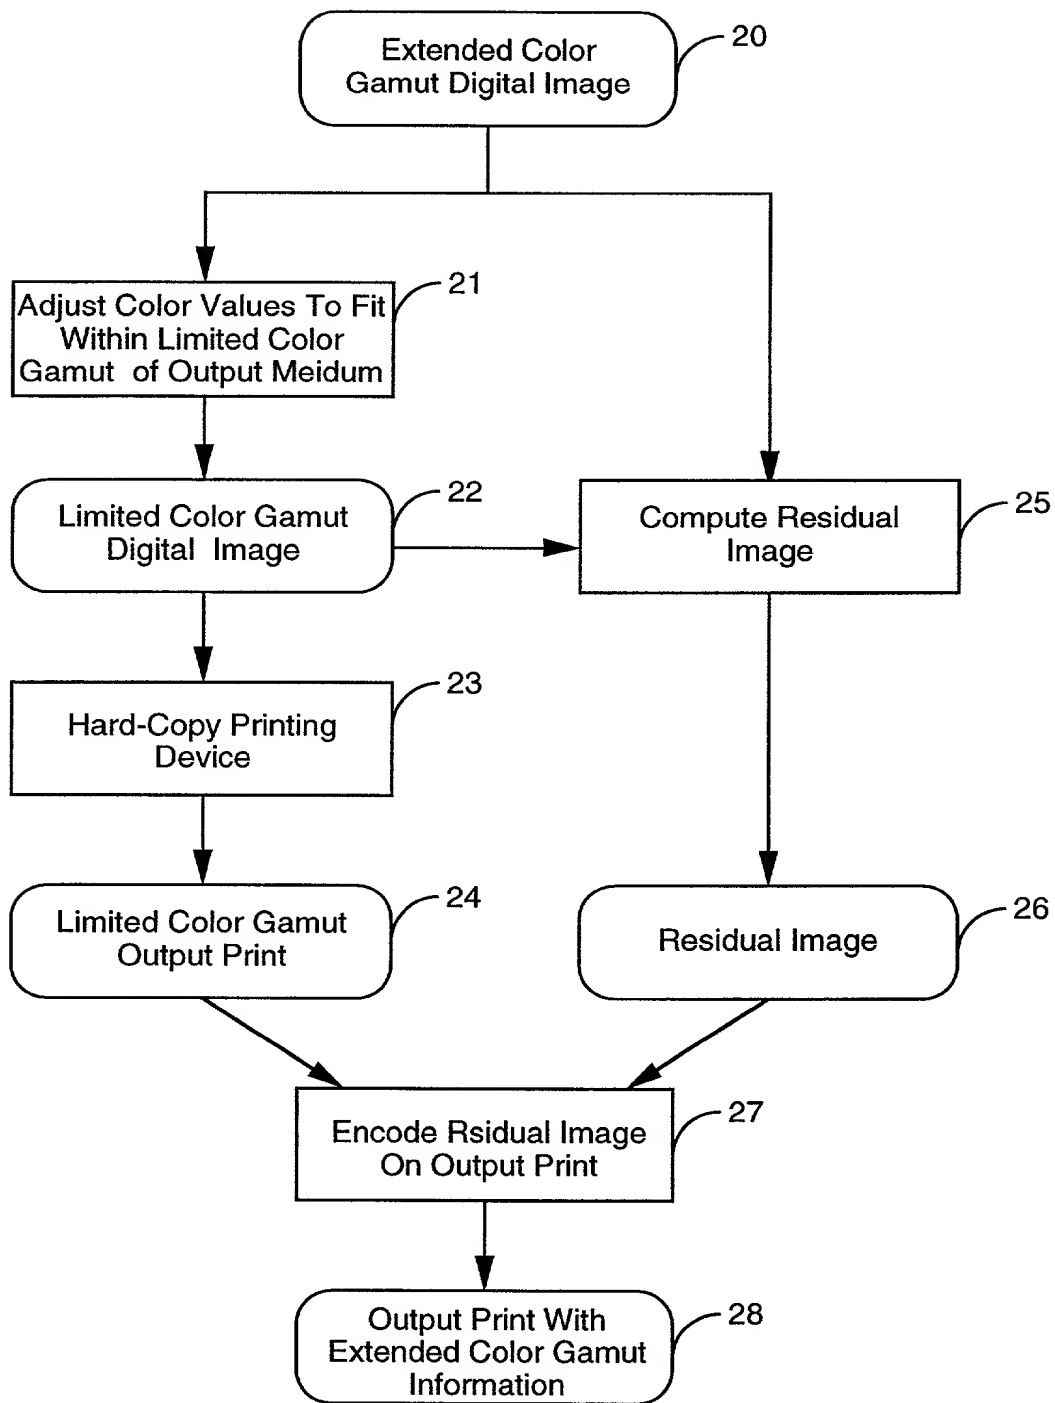 Extended Color
Gamut Digital Image
20
Adjust Color Values To Fit
Within Limited Color
Gamut of Output Meidum
21
Limited Color Gamut
Digital Image
22
Compute Residual
Image
25
Hard-Copy Printing
Device
23
Limited Color Gamut
Output Print
24
Residual Image
26
Encode Rsidual Image
On Output Print
27
Output Print With
Extended Color Gamut
Information
28